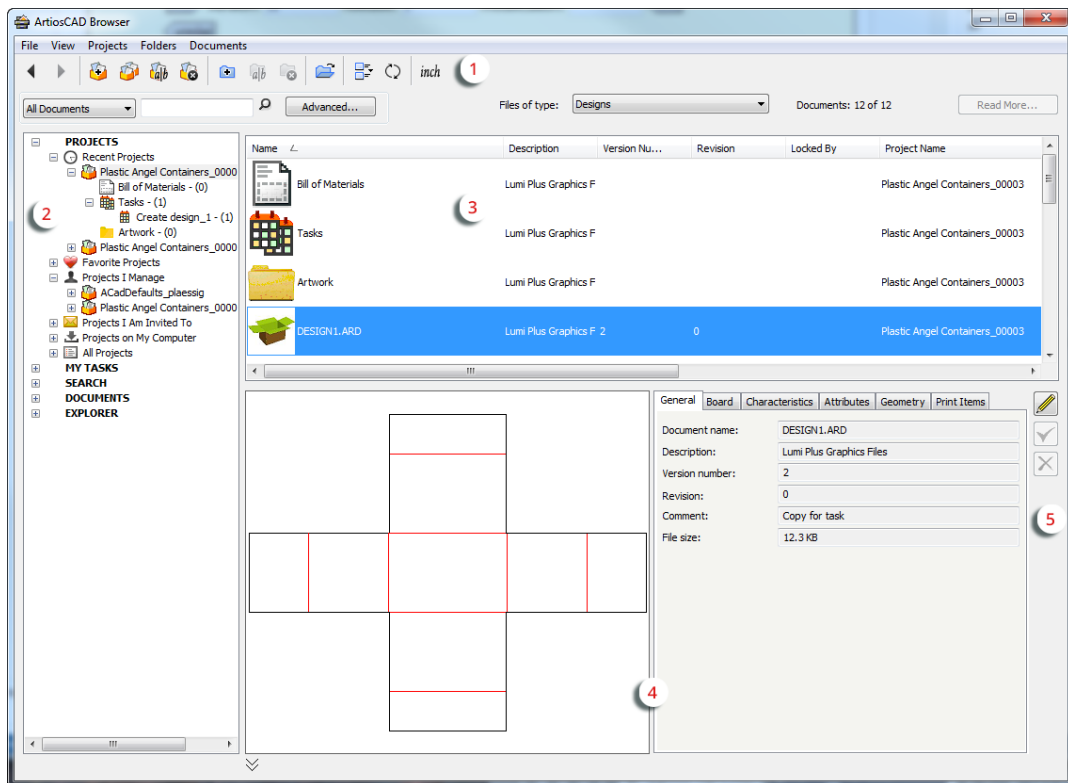 ArtiosCAD Browser
File View Projects Folders Documents
a|b a|b inch 1
All Documents Advanced... Files of type: Designs Documents: 12 of 12 Read More...
PROJECTS
Recent Projects
Plastic Angel Containers_0000
Bill of Materials - (0)
Tasks - (1)
Create design_1 - (1)
Artwork - (0)
Plastic Angel Containers_0000
Favorite Projects
Projects I Manage
ACadDefaults_plaessig
Plastic Angel Containers_0000
Projects I Am Invited To
Projects on My Computer
All Projects
MY TASKS
SEARCH
DOCUMENTS
EXPLORER
2
Name Description Version Nu... Revision Locked By Project Name
Bill of Materials Lumi Plus Graphics F Plastic Angel Containers_00003
3
Tasks Lumi Plus Graphics F Plastic Angel Containers_00003
Artwork Lumi Plus Graphics F Plastic Angel Containers_00003
DESIGN1.ARD Lumi Plus Graphics F 2 0 Plastic Angel Containers_00003
General Board Characteristics Attributes Geometry Print Items
Document name: DESIGN1.ARD
Description: Lumi Plus Graphics Files
Version number: 2
Revision: 0
Comment: Copy for task
File size: 12.3 KB
5
4